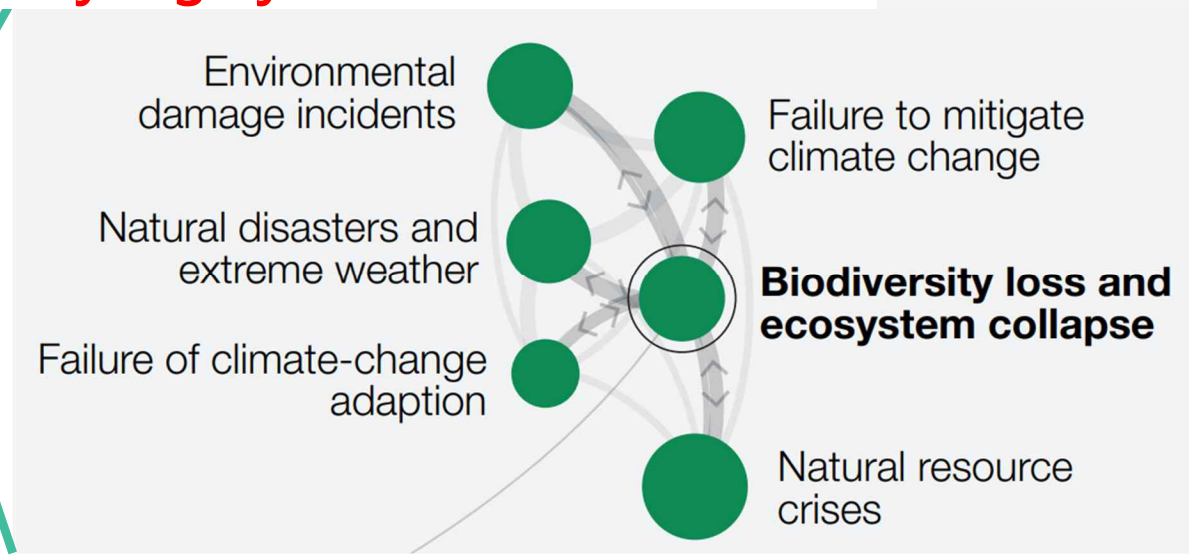 Environmental
damage incidents
Failure to mitigate
climate change
Natural disasters and
extreme weather
Biodiversity loss and
ecosystem collapse
Failure of climate-change
adaption
Natural resource
crises